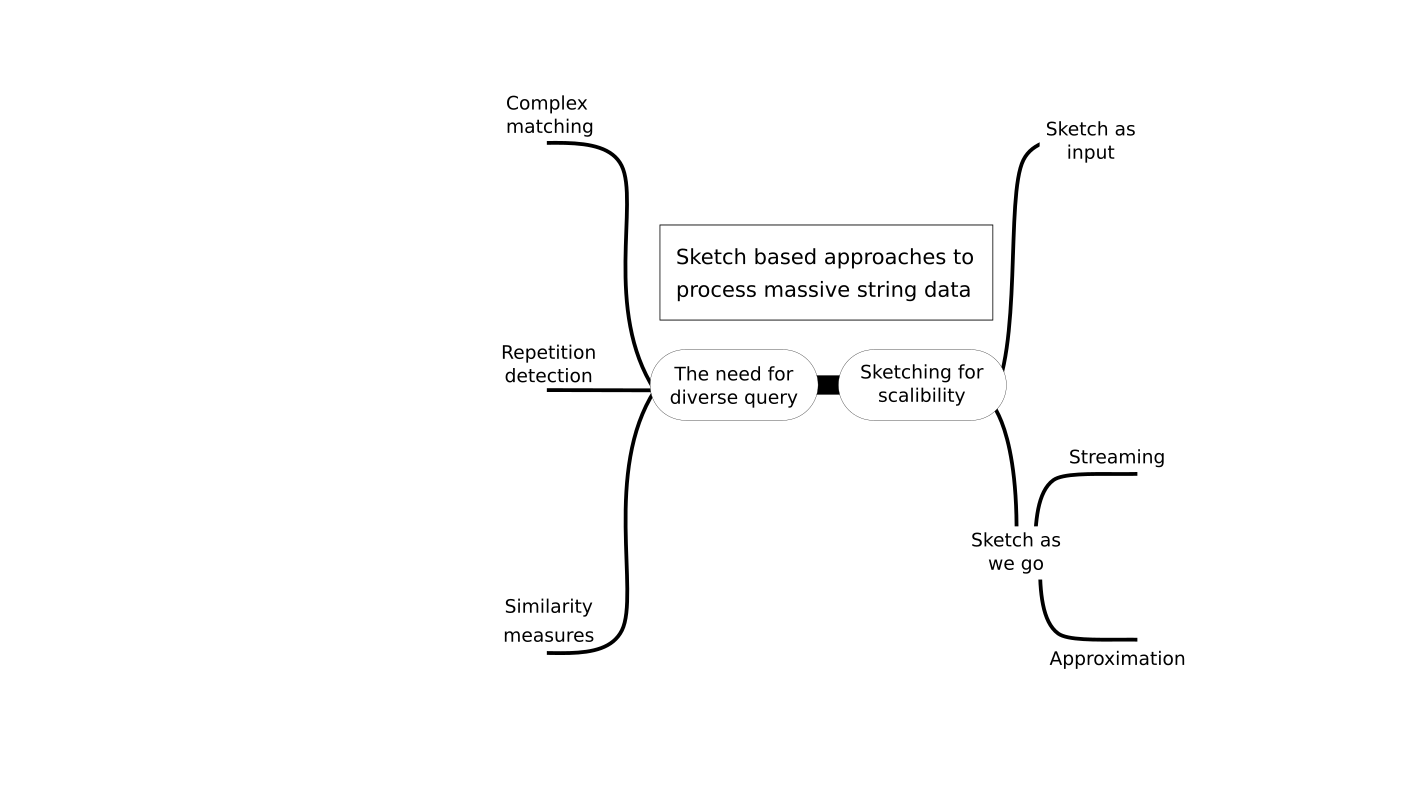 Complex
matching
Sketch as
input
Sketch based approaches to
process massive string data
Repetition
detection
The need for
diverse query
Sketching for
scalibility
Streaming
Sketch as
we go
Similarity
measures
Approximation